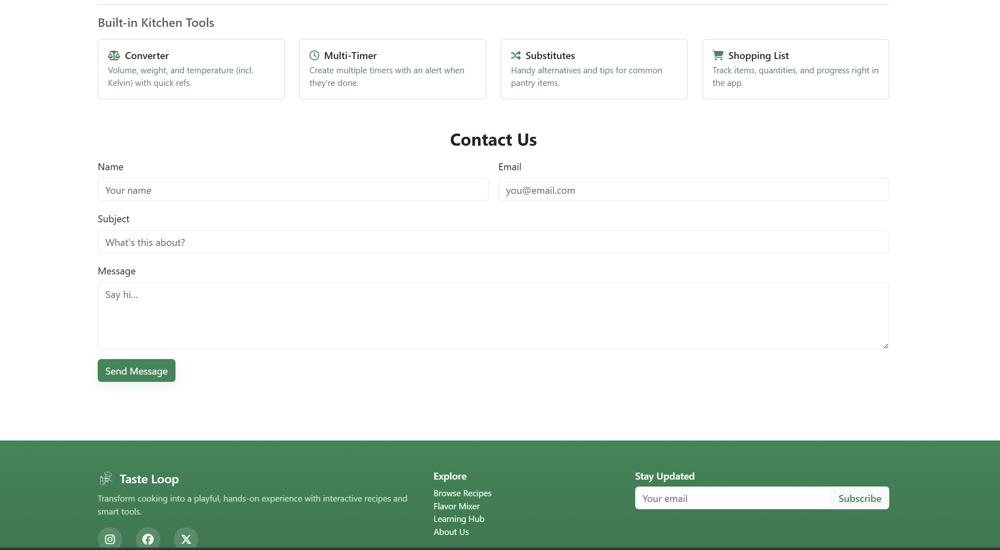 Built-in Kitchen Tools
Converter
Volume, weight, and temperature (incl.
Kelvin) with quick refs.
Multi-Timer
Create multiple timers with an alert when
they’re done.
Substitutes
Handy alternatives and tips for common
pantry items.
Shopping List
Track items, quantities, and progress right in
the app.
Contact Us
Name
Your name
Email
you@email.com
Subject
What's this about?
Message
Say hi...
Send Message
Taste Loop
Transform cooking into a playful, hands-on experience with interactive recipes and
smart tools.
Explore
Browse Recipes
Flavor Mixer
Learning Hub
About Us
Stay Updated
Your email
Subscribe